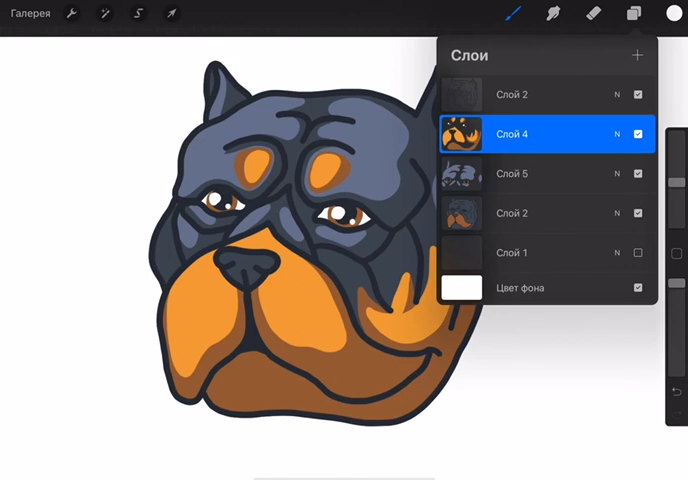 Галерея
Слои
Слой 2 N
Слой 4 N
Слой 5 N
Слой 2 N
Слой 1 N
Цвет фона